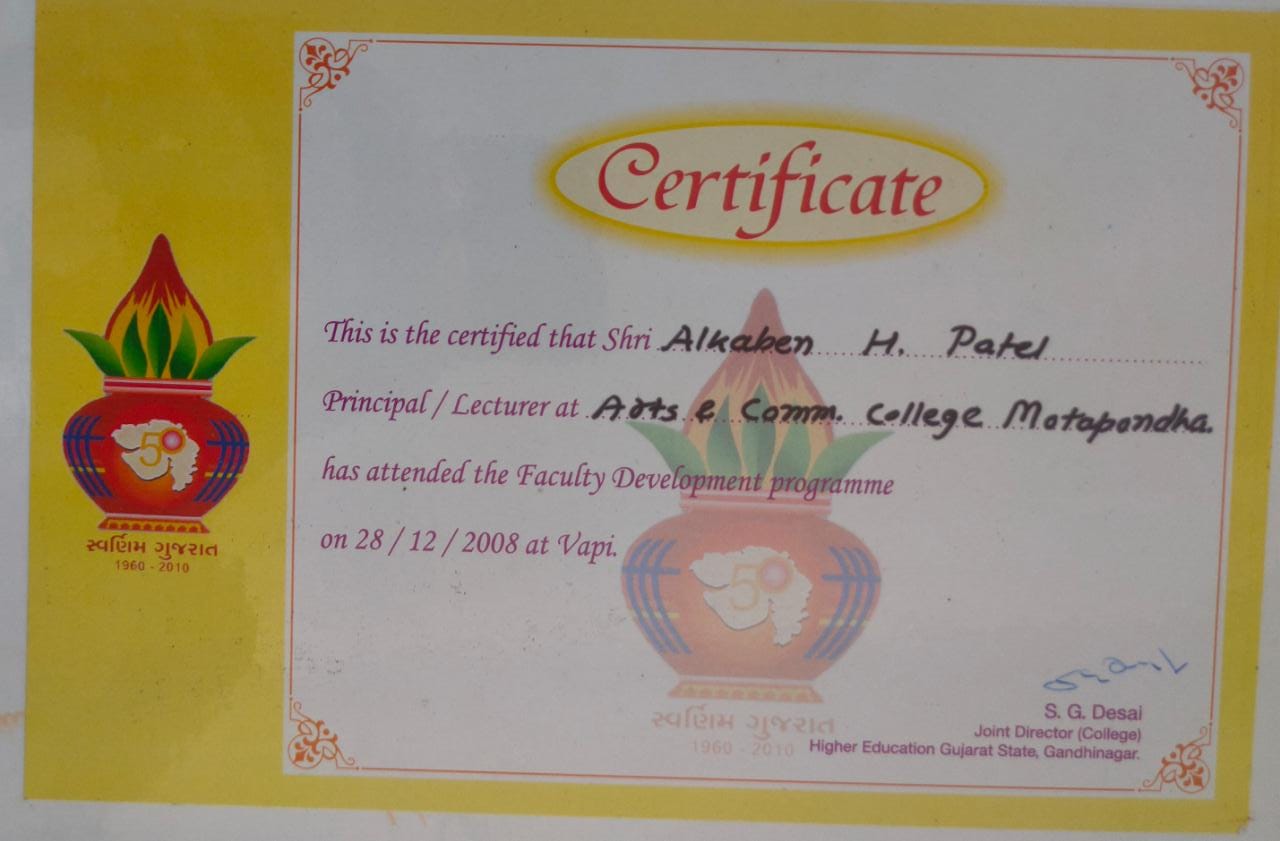 Certificate
This is the certified that Shri Alkaben H. Patel
Principal / Lecturer at Arts & Comm. College Motapondha.
has attended the Faculty Development programme
on 28 / 12 / 2008 at Vapi.
50
સ્વર્ણિમ ગુજરાત
1960 - 2010
50
સ્વર્ણિમ ગુજરાત
1960 - 2010
S. G. Desai
Joint Director (College)
Higher Education Gujarat State, Gandhinagar.